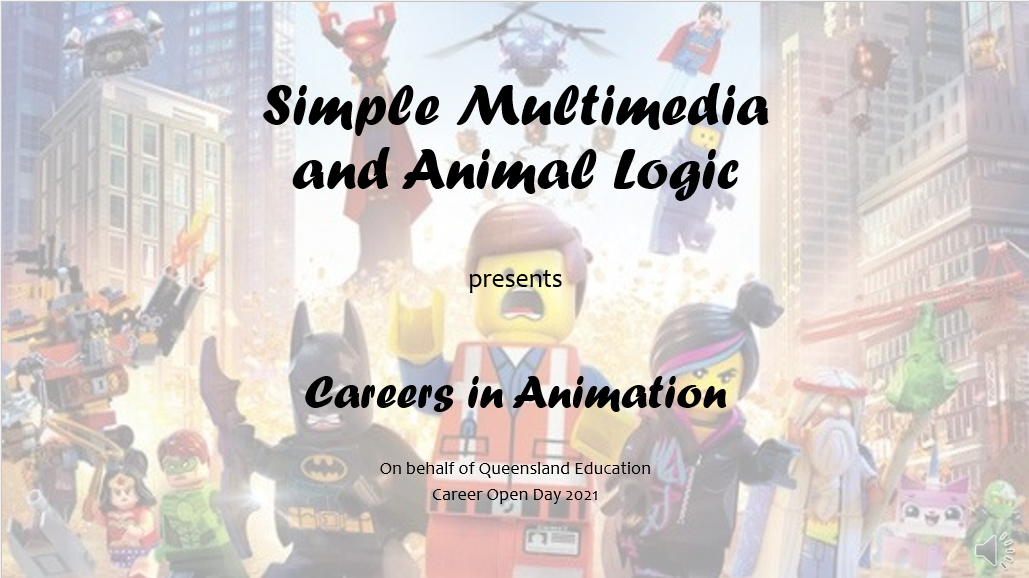 Simple Multimedia
and Animal Logic
presents
Careers in Animation
On behalf of Queensland Education
Career Open Day 2021